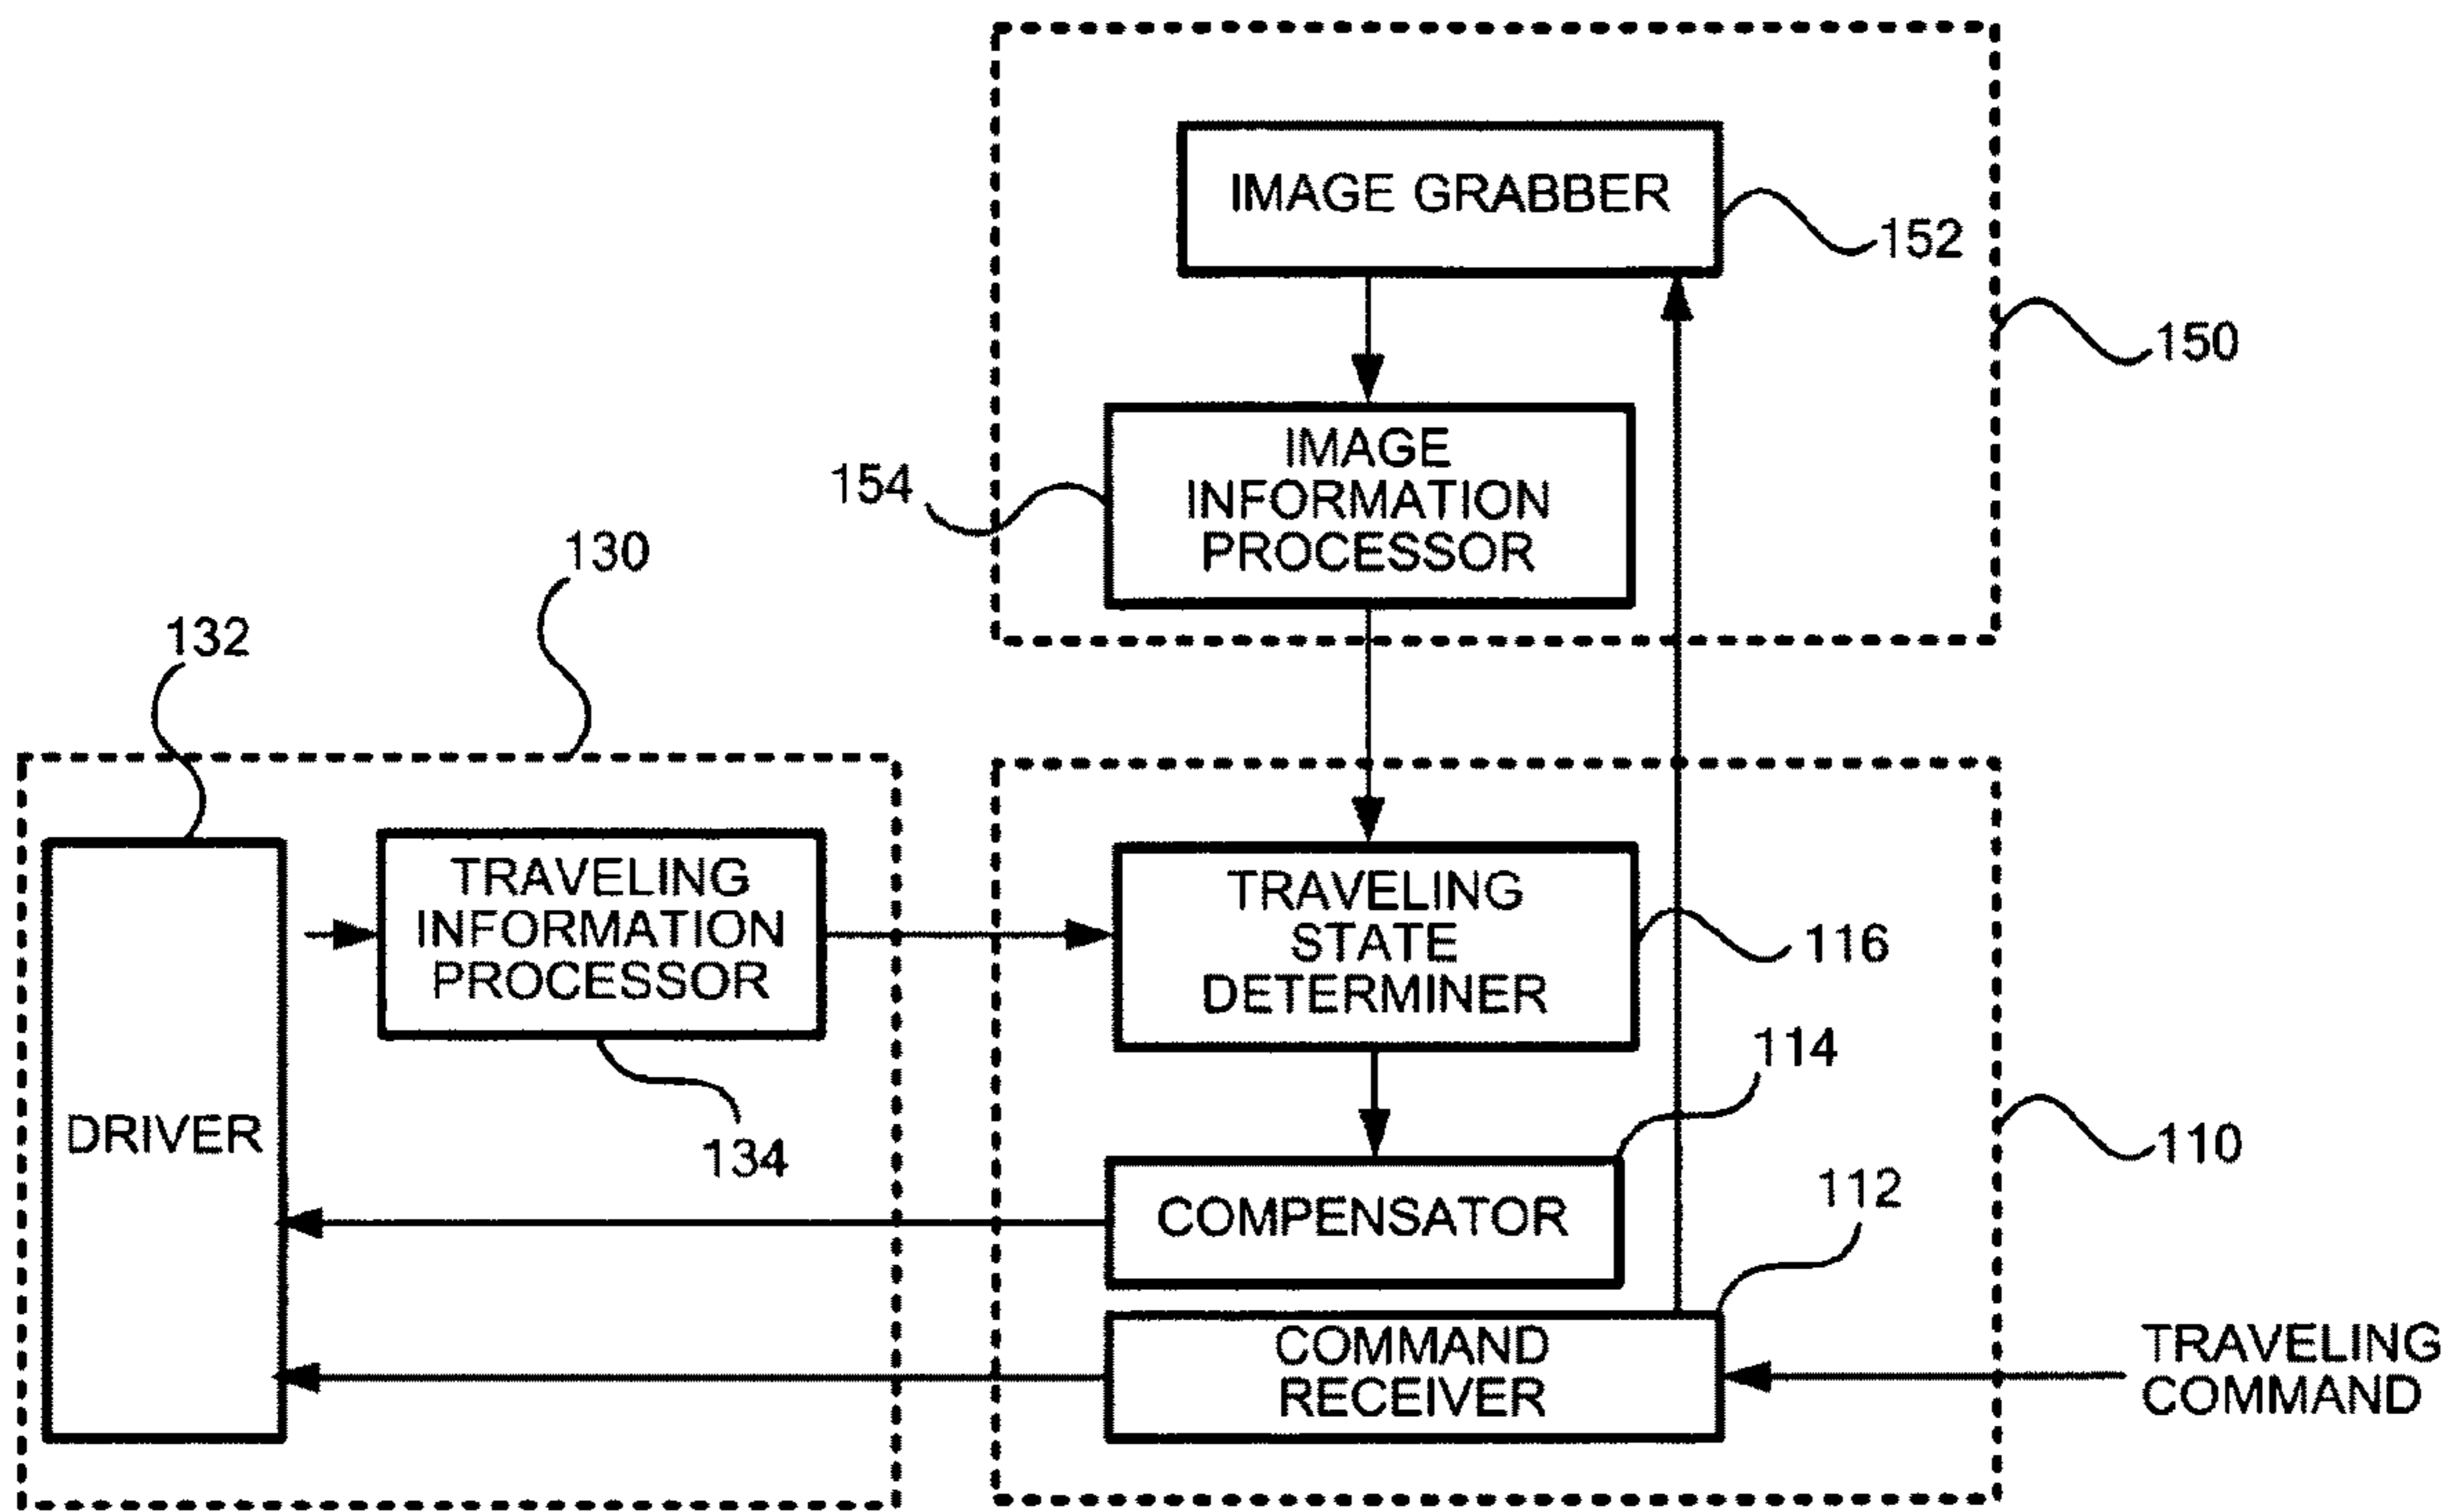 IMAGE GRABBER
152
150
IMAGE
INFORMATION
PROCESSOR
154
130
132
TRAVELING
INFORMATION
PROCESSOR
134
DRIVER
TRAVELING
STATE
DETERMINER
116
114
COMPENSATOR
110
112
COMMAND
RECEIVER
TRAVELING
COMMAND